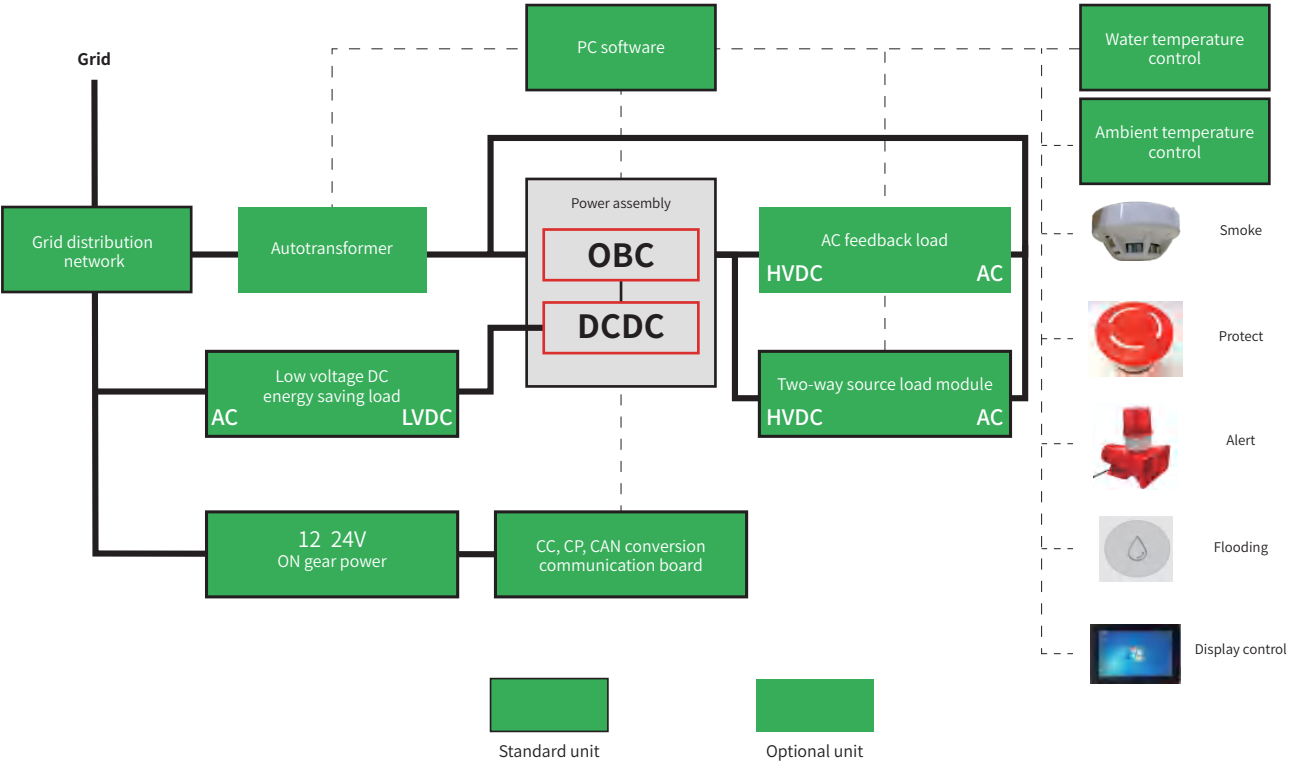 Grid
PC software
Water temperature
control
Ambient temperature
control
Grid distribution
network
Autotransformer
Power assembly
OBC
DCDC
AC feedback load
HVDC
AC
Smoke
Protect
Low voltage DC
energy saving load
AC
LVDC
Two-way source load module
HVDC
AC
Alert
12 24V
ON gear power
CC, CP, CAN conversion
communication board
Flooding
Display control
Standard unit
Optional unit